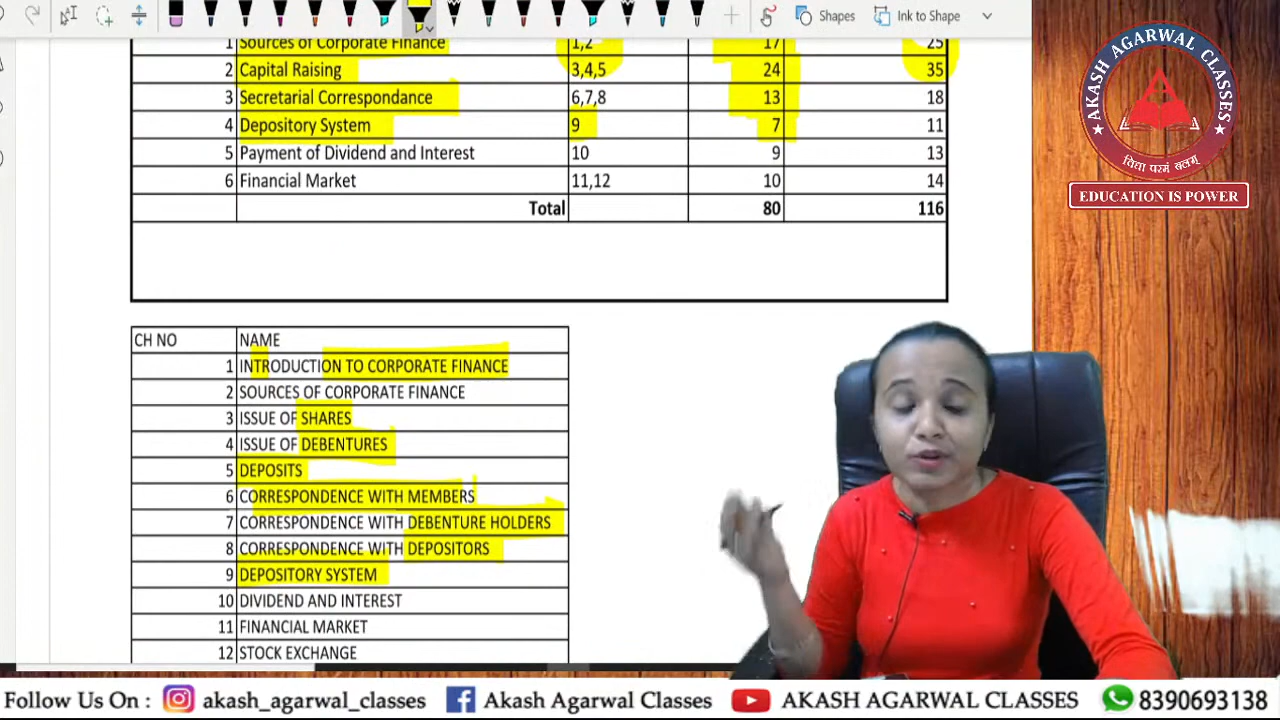 Shapes
Ink to Shape
1 Sources of Corporate Finance 1,2 17 25
2 Capital Raising 3,4,5 24 35
3 Secretarial Correspondance 6,7,8 13 18
4 Depository System 9 7 11
5 Payment of Dividend and Interest 10 9 13
6 Financial Market 11,12 10 14
Total 80 116
CH NO NAME
1 INTRODUCTION TO CORPORATE FINANCE
2 SOURCES OF CORPORATE FINANCE
3 ISSUE OF SHARES
4 ISSUE OF DEBENTURES
5 DEPOSITS
6 CORRESPONDENCE WITH MEMBERS
7 CORRESPONDENCE WITH DEBENTURE HOLDERS
8 CORRESPONDENCE WITH DEPOSITORS
9 DEPOSITORY SYSTEM
10 DIVIDEND AND INTEREST
11 FINANCIAL MARKET
12 STOCK EXCHANGE
AKASH AGARWAL CLASSES
विद्या परमं बलम्
EDUCATION IS POWER
Follow Us On : akash_agarwal_classes Akash Agarwal Classes AKASH AGARWAL CLASSES 8390693138